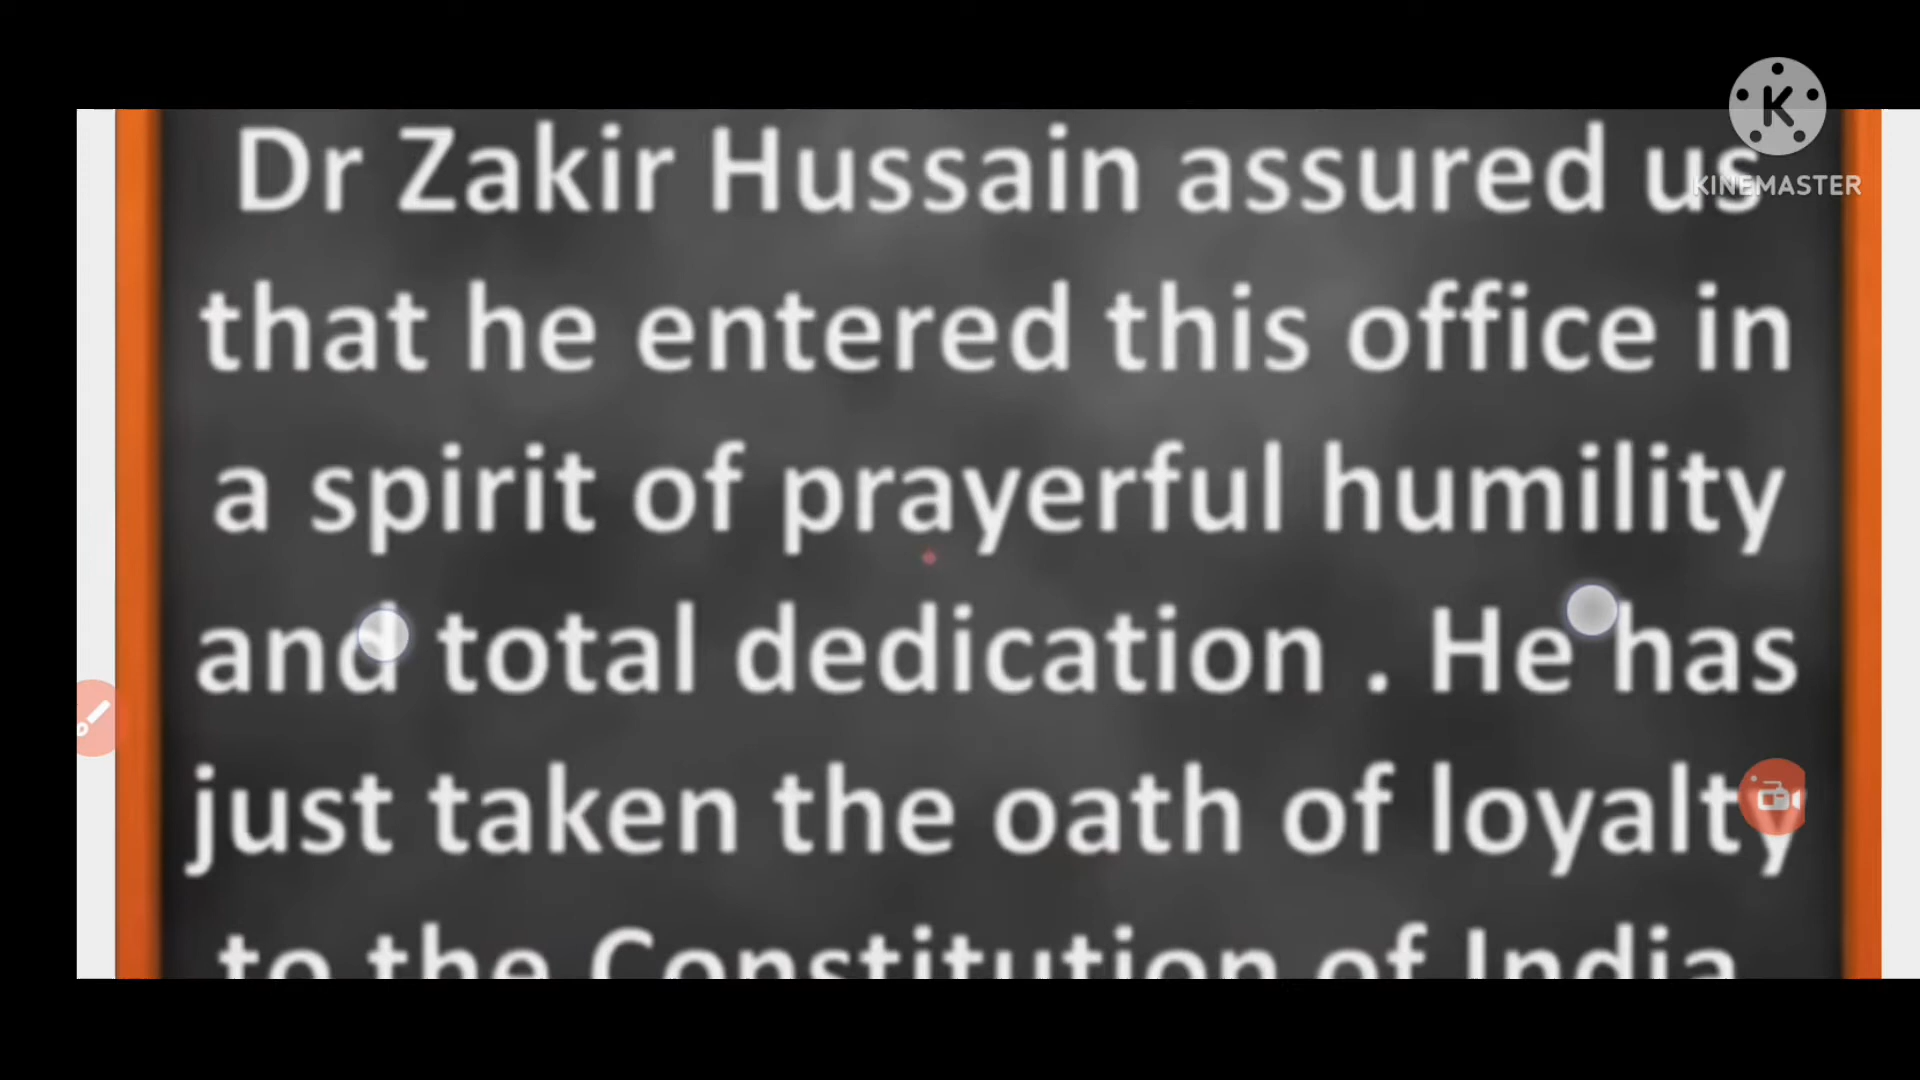 Dr Zakir Hussain assured us
KINEMASTER
that he entered this office in
a spirit of prayerful humility
and total dedication . He has
just taken the oath of loyalty
to the Constitution of India